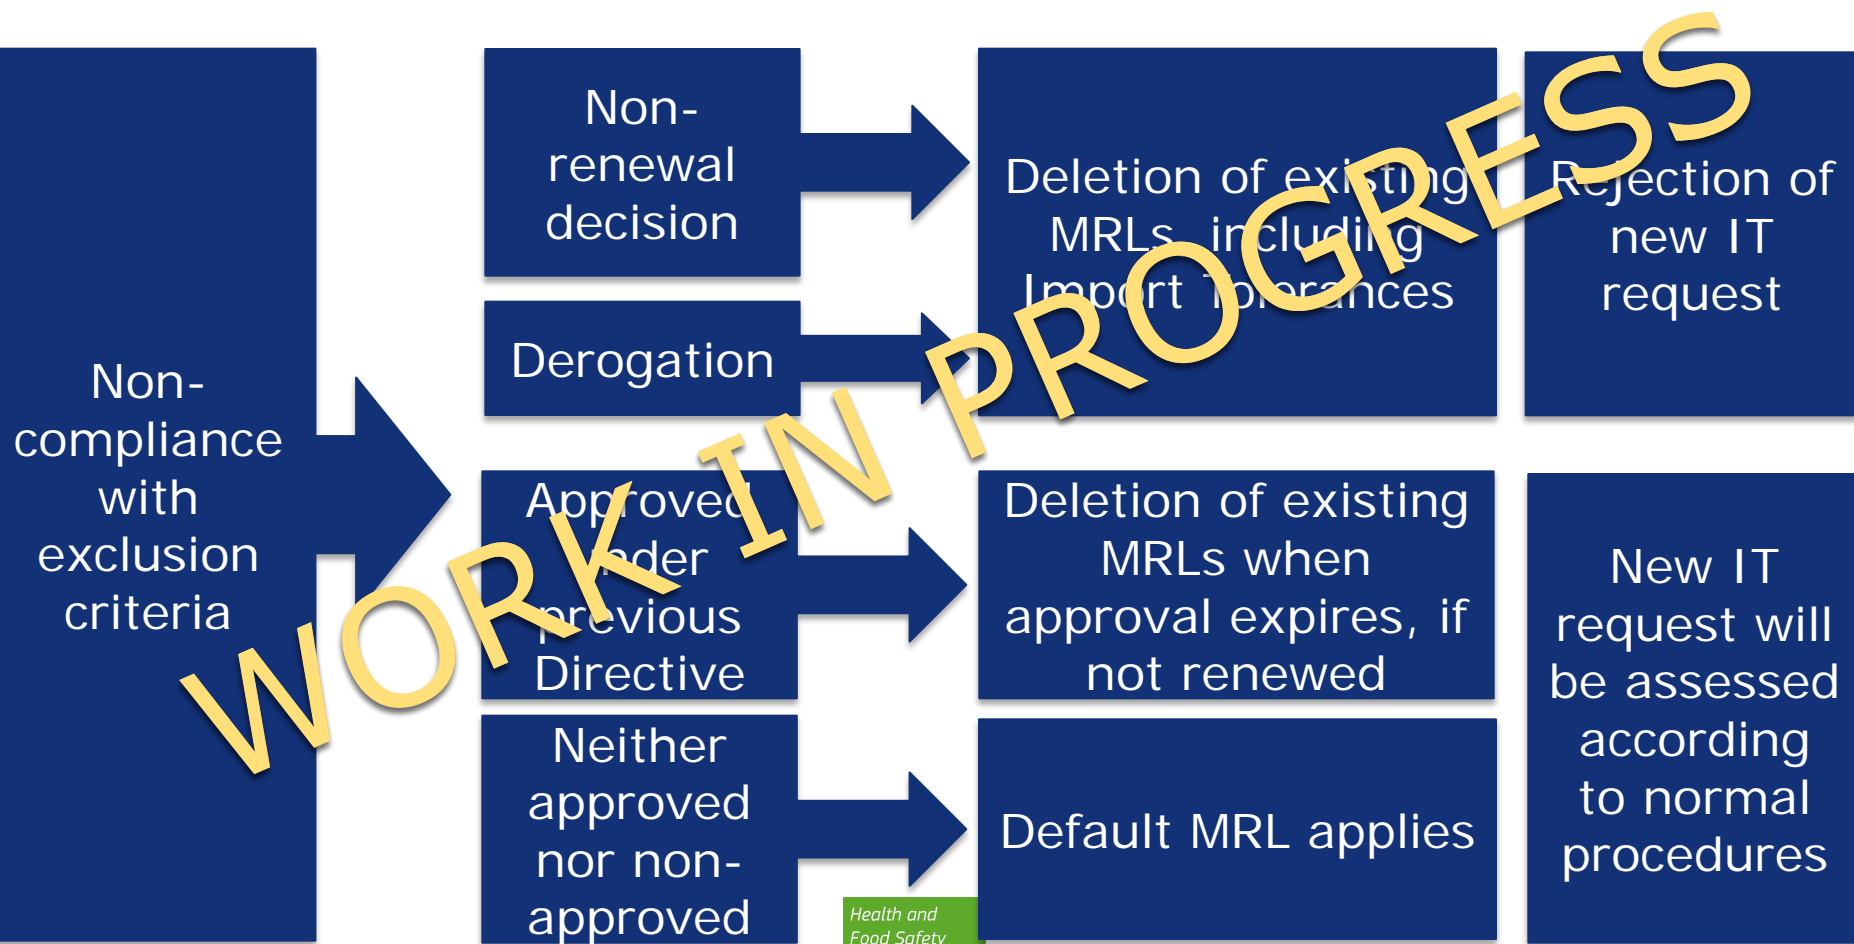 Non-
compliance
with
exclusion
criteria
Non-
renewal
decision
Derogation
Approved
under
previous
Directive
Neither
approved
nor non-
approved
Deletion of existing
MRLs, including
Import Tolerances
Deletion of existing
MRLs when
approval expires, if
not renewed
Default MRL applies
Rejection of
new IT
request
New IT
request will
be assessed
according
to normal
procedures
WORK IN PROGRESS
Health and
Food Safety